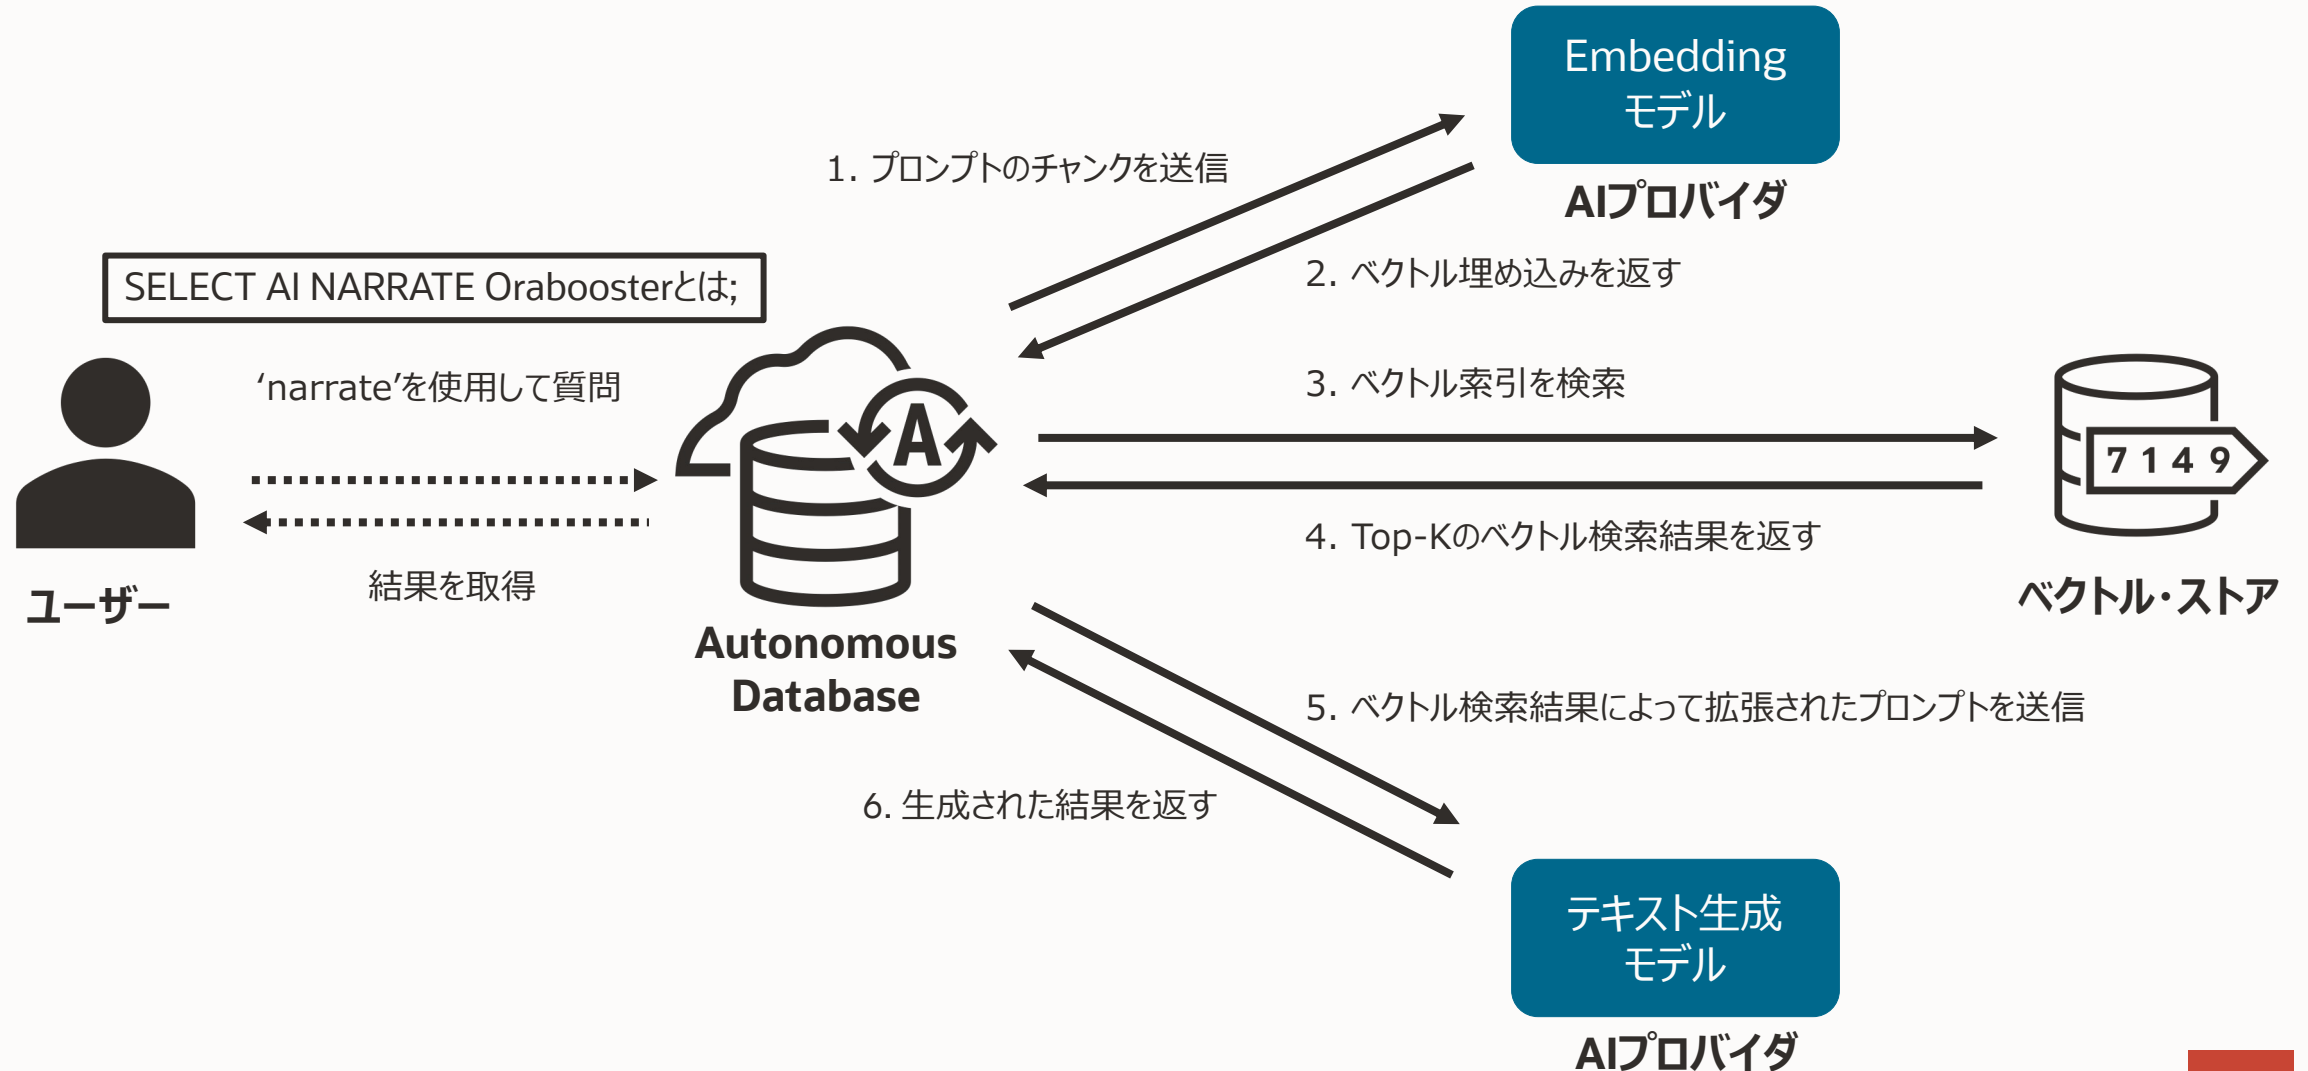 Embedding
モデル
AIプロバイダ
1. プロンプトのチャンクを送信
2. ベクトル埋め込みを返す
SELECT AI NARRATE Oraboosterとは;
‘narrate’を使用して質問
結果を取得
ユーザー
A
Autonomous
Database
3. ベクトル索引を検索
4. Top-Kのベクトル検索結果を返す
7 1 4 9
ベクトル・ストア
5. ベクトル検索結果によって拡張されたプロンプトを送信
6. 生成された結果を返す
テキスト生成
モデル
AIプロバイダ